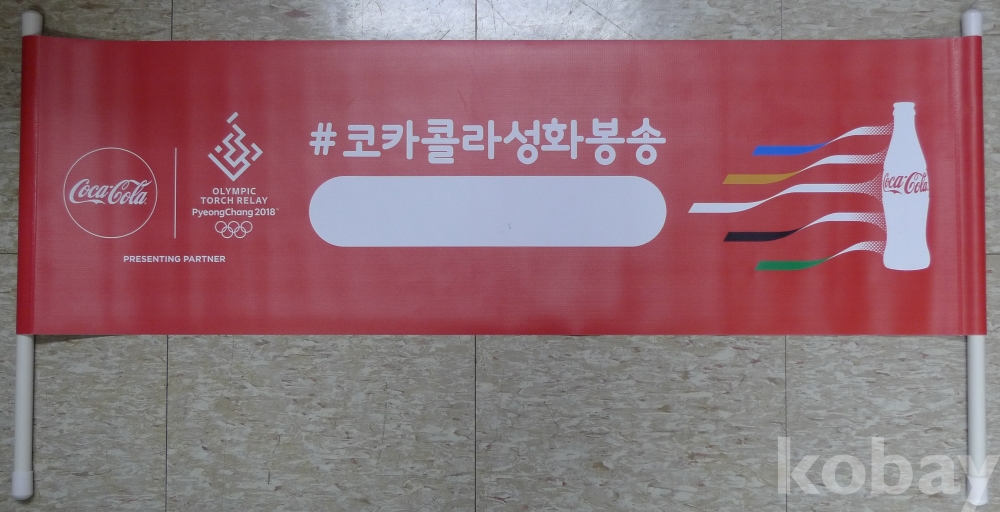 Coca-Cola
OLYMPIC
TORCH RELAY
PyeongChang 2018™
PRESENTING PARTNER
#코카콜라성화봉송
Coca-Cola
kobay